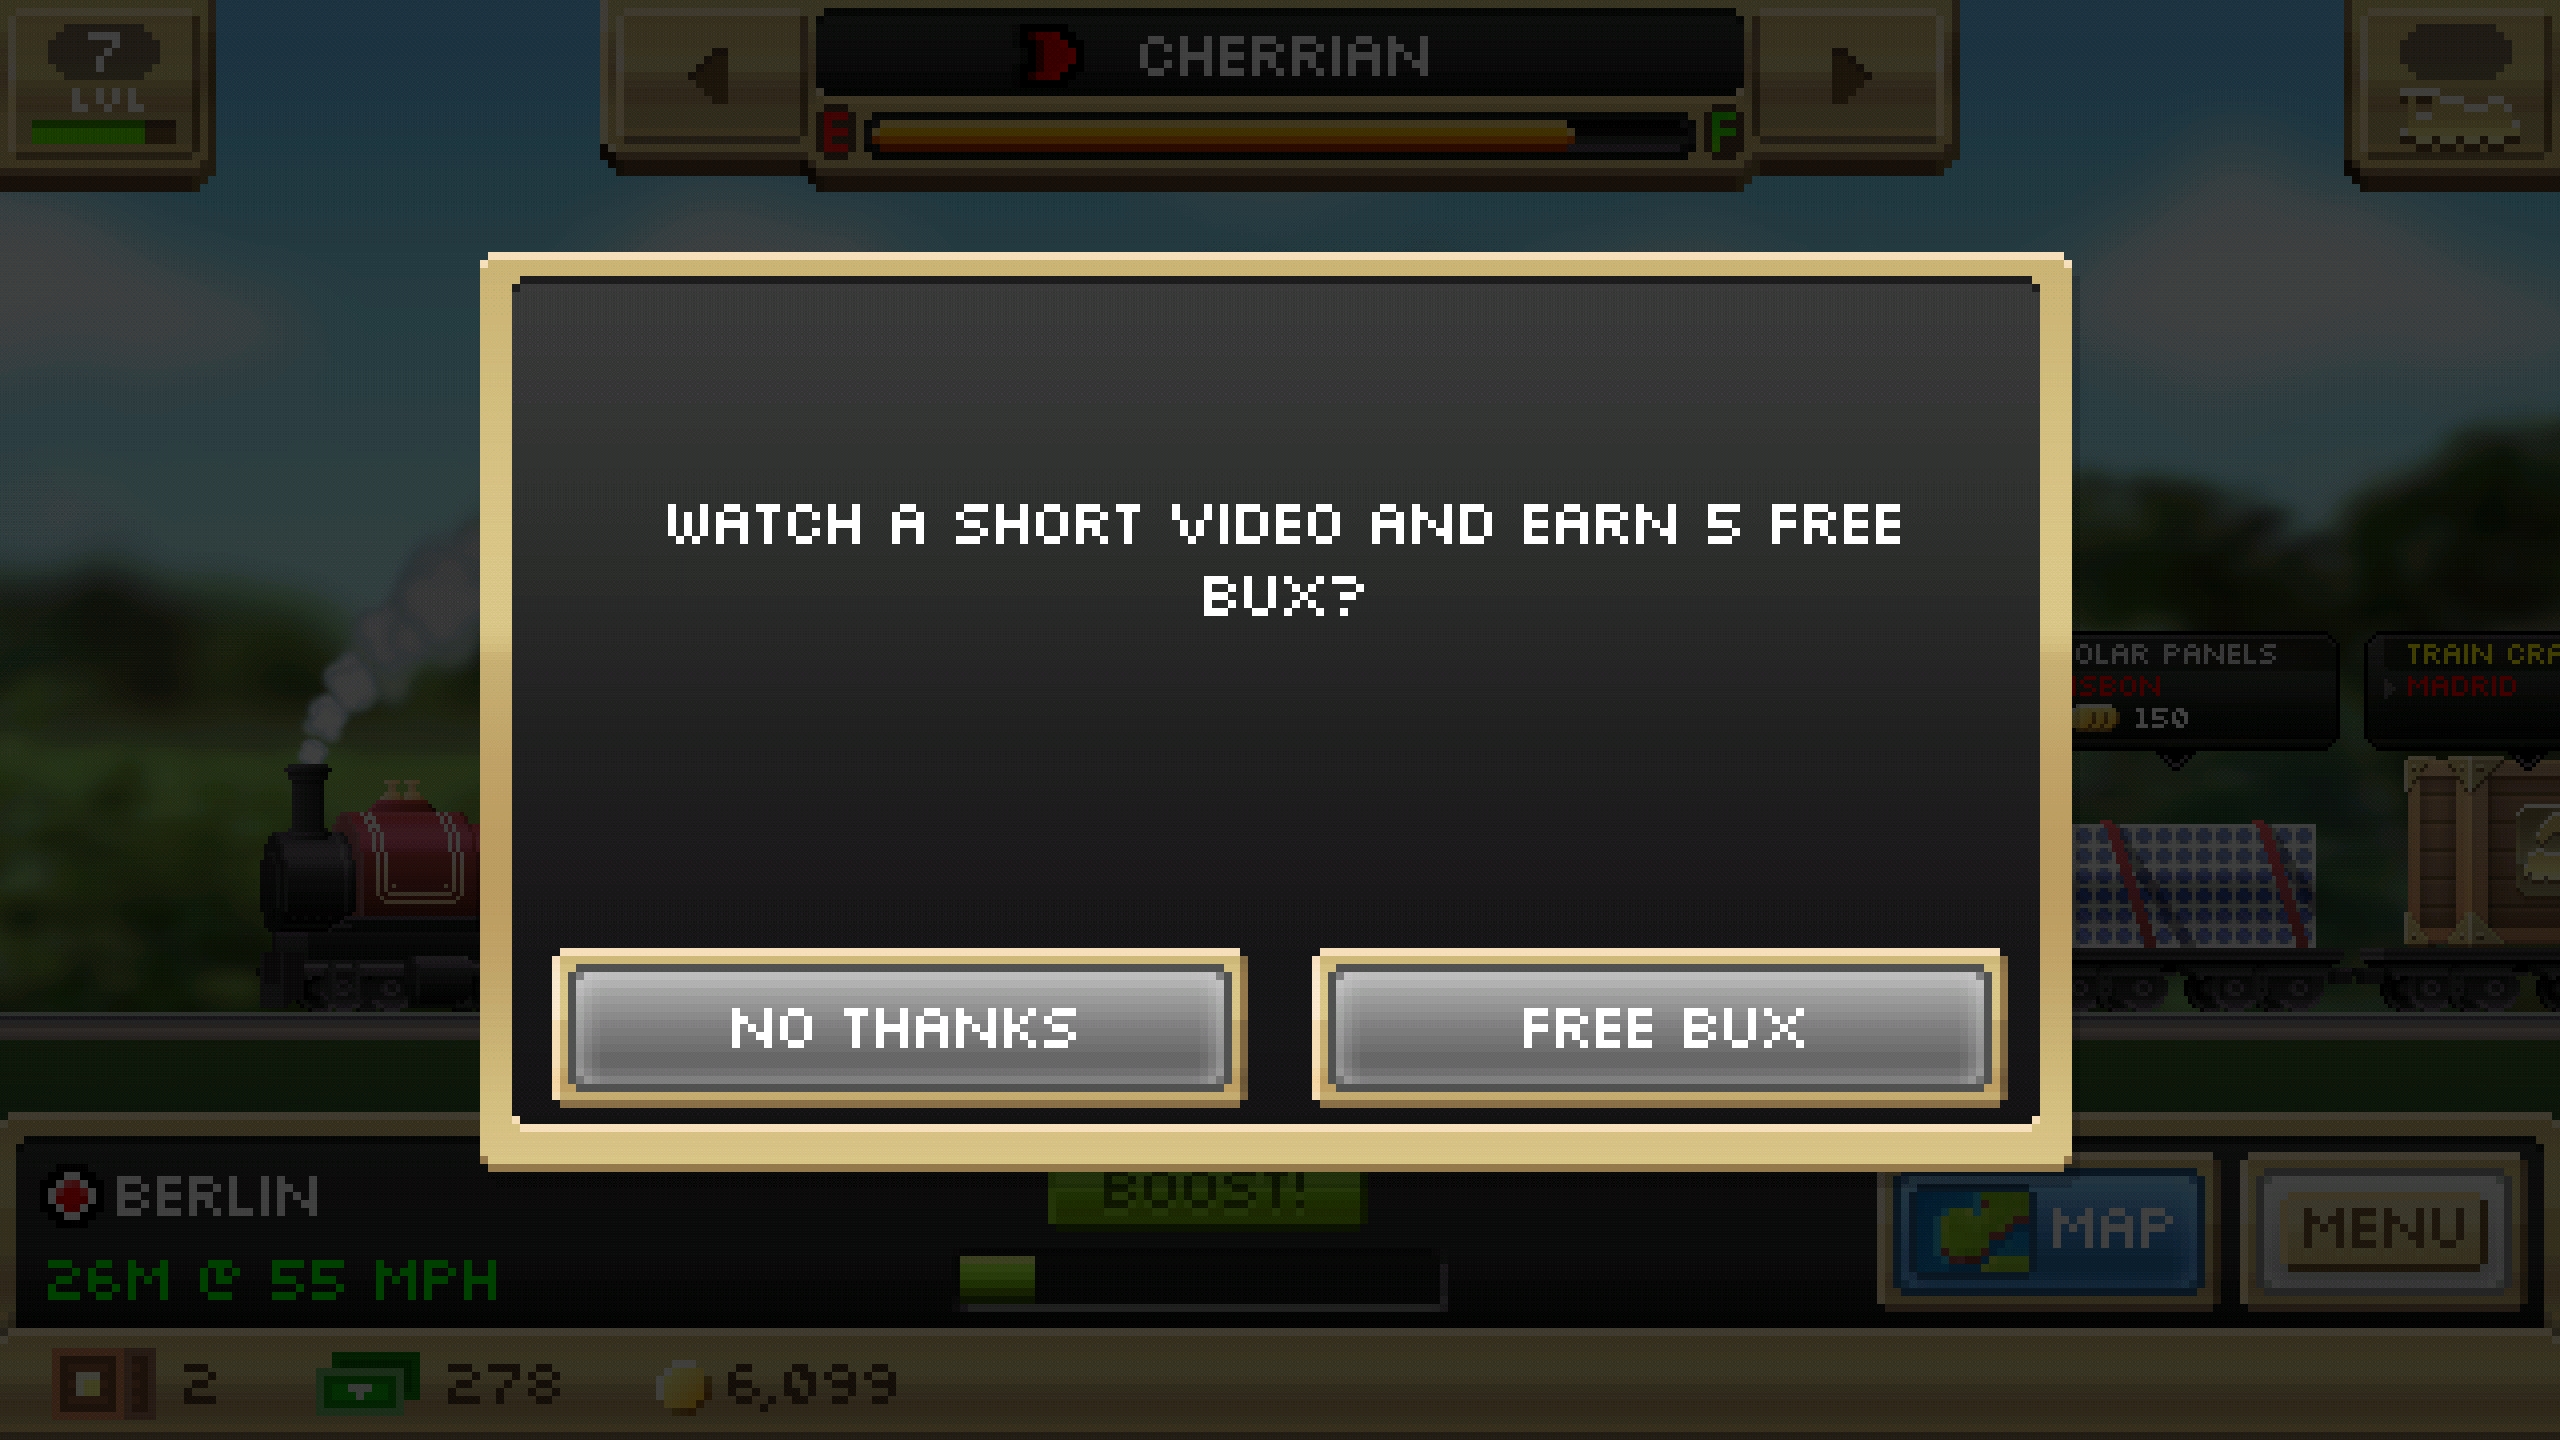 7
LVL
CHERRIAN
E F
WATCH A SHORT VIDEO AND EARN 5 FREE
BUX?
OLAR PANELS
ISBON
150
TRAIN CRA
MADRID
NO THANKS
FREE BUX
BERLIN
26M @ 55 MPH
BOOST!
MAP
MENU
2
278
6,099